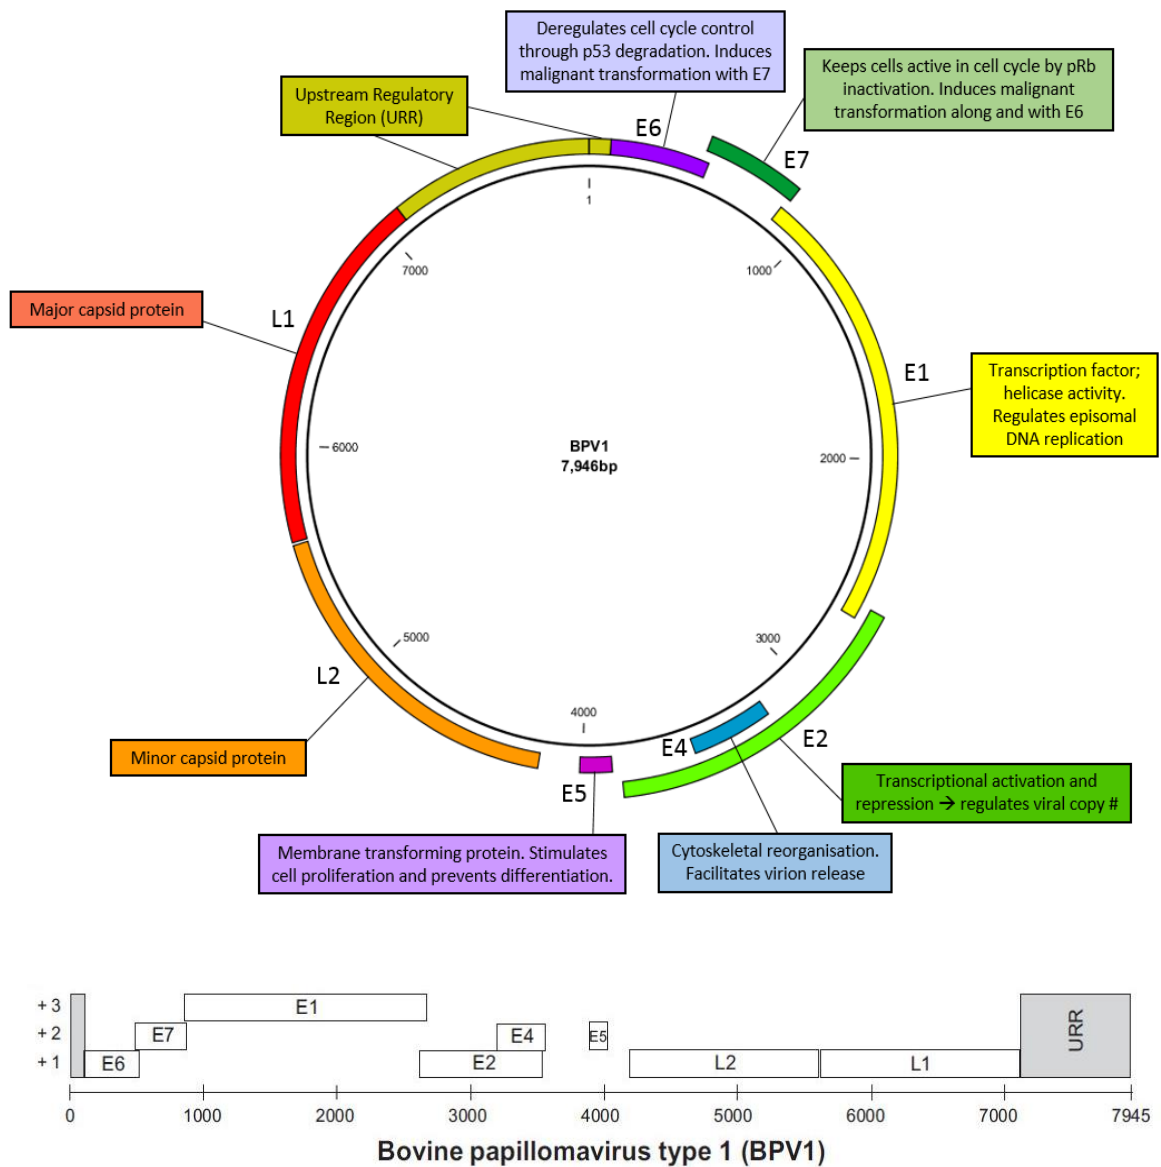 Deregulates cell cycle control
through p53 degradation. Induces
malignant transformation with E7
Keeps cells active in cell cycle by pRb
inactivation. Induces malignant
transformation along and with E6
Upstream Regulatory
Region (URR)
E6
E7
1
7000
1000
Major capsid protein
L1
E1
Transcription factor;
helicase activity.
Regulates episomal
DNA replication
6000
BPV1
7,946bp
2000
5000
3000
L2
4000
E4
E2
Minor capsid protein
E5
Transcriptional activation and
repression → regulates viral copy #
Membrane transforming protein. Stimulates
cell proliferation and prevents differentiation.
Cytoskeletal reorganisation.
Facilitates virion release
+ 3
E1
+ 2
E7
E4
E5
URR
+ 1
E6
E2
L2
L1
0
1000
2000
3000
4000
5000
6000
7000
7945
Bovine papillomavirus type 1 (BPV1)